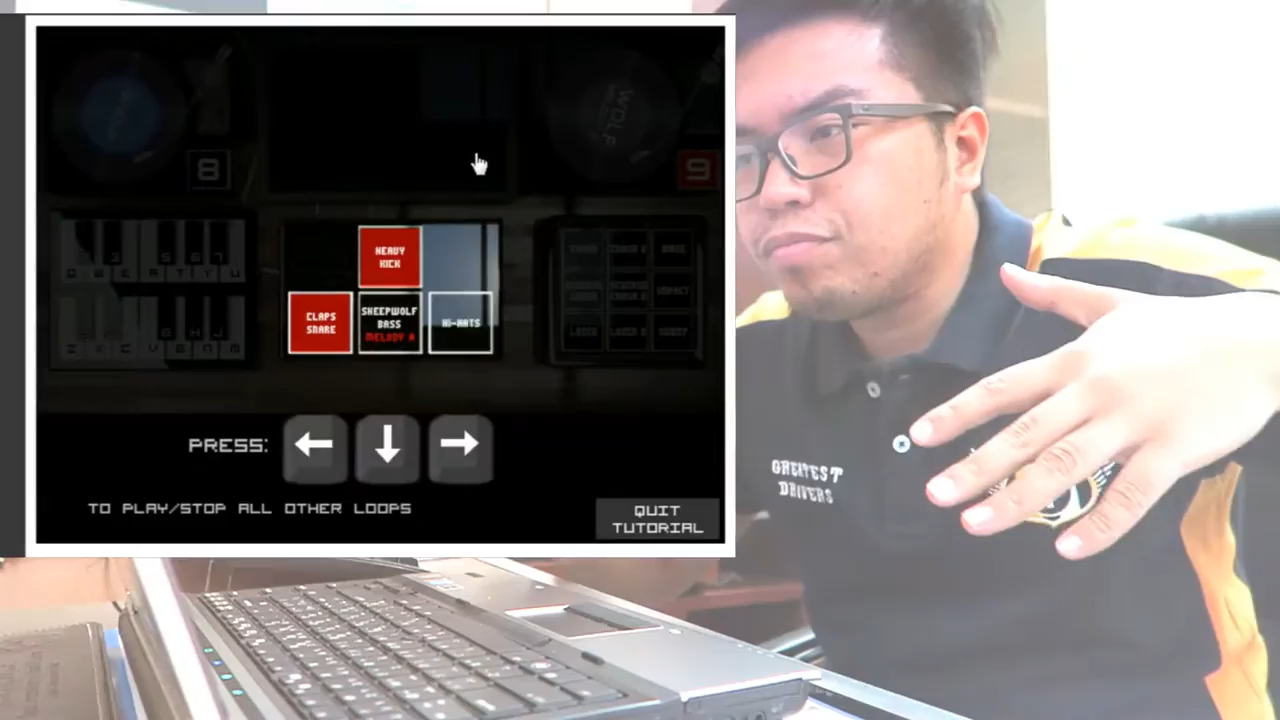 WOLF
8
9
HEAVY
KICK
CLAPS
SNARE
SHEEPWOLF
BASS
MELODY A
HI-HATS
PRESS:
TO PLAY/STOP ALL OTHER LOOPS
QUIT
TUTORIAL
GREATEST
DRIVERS